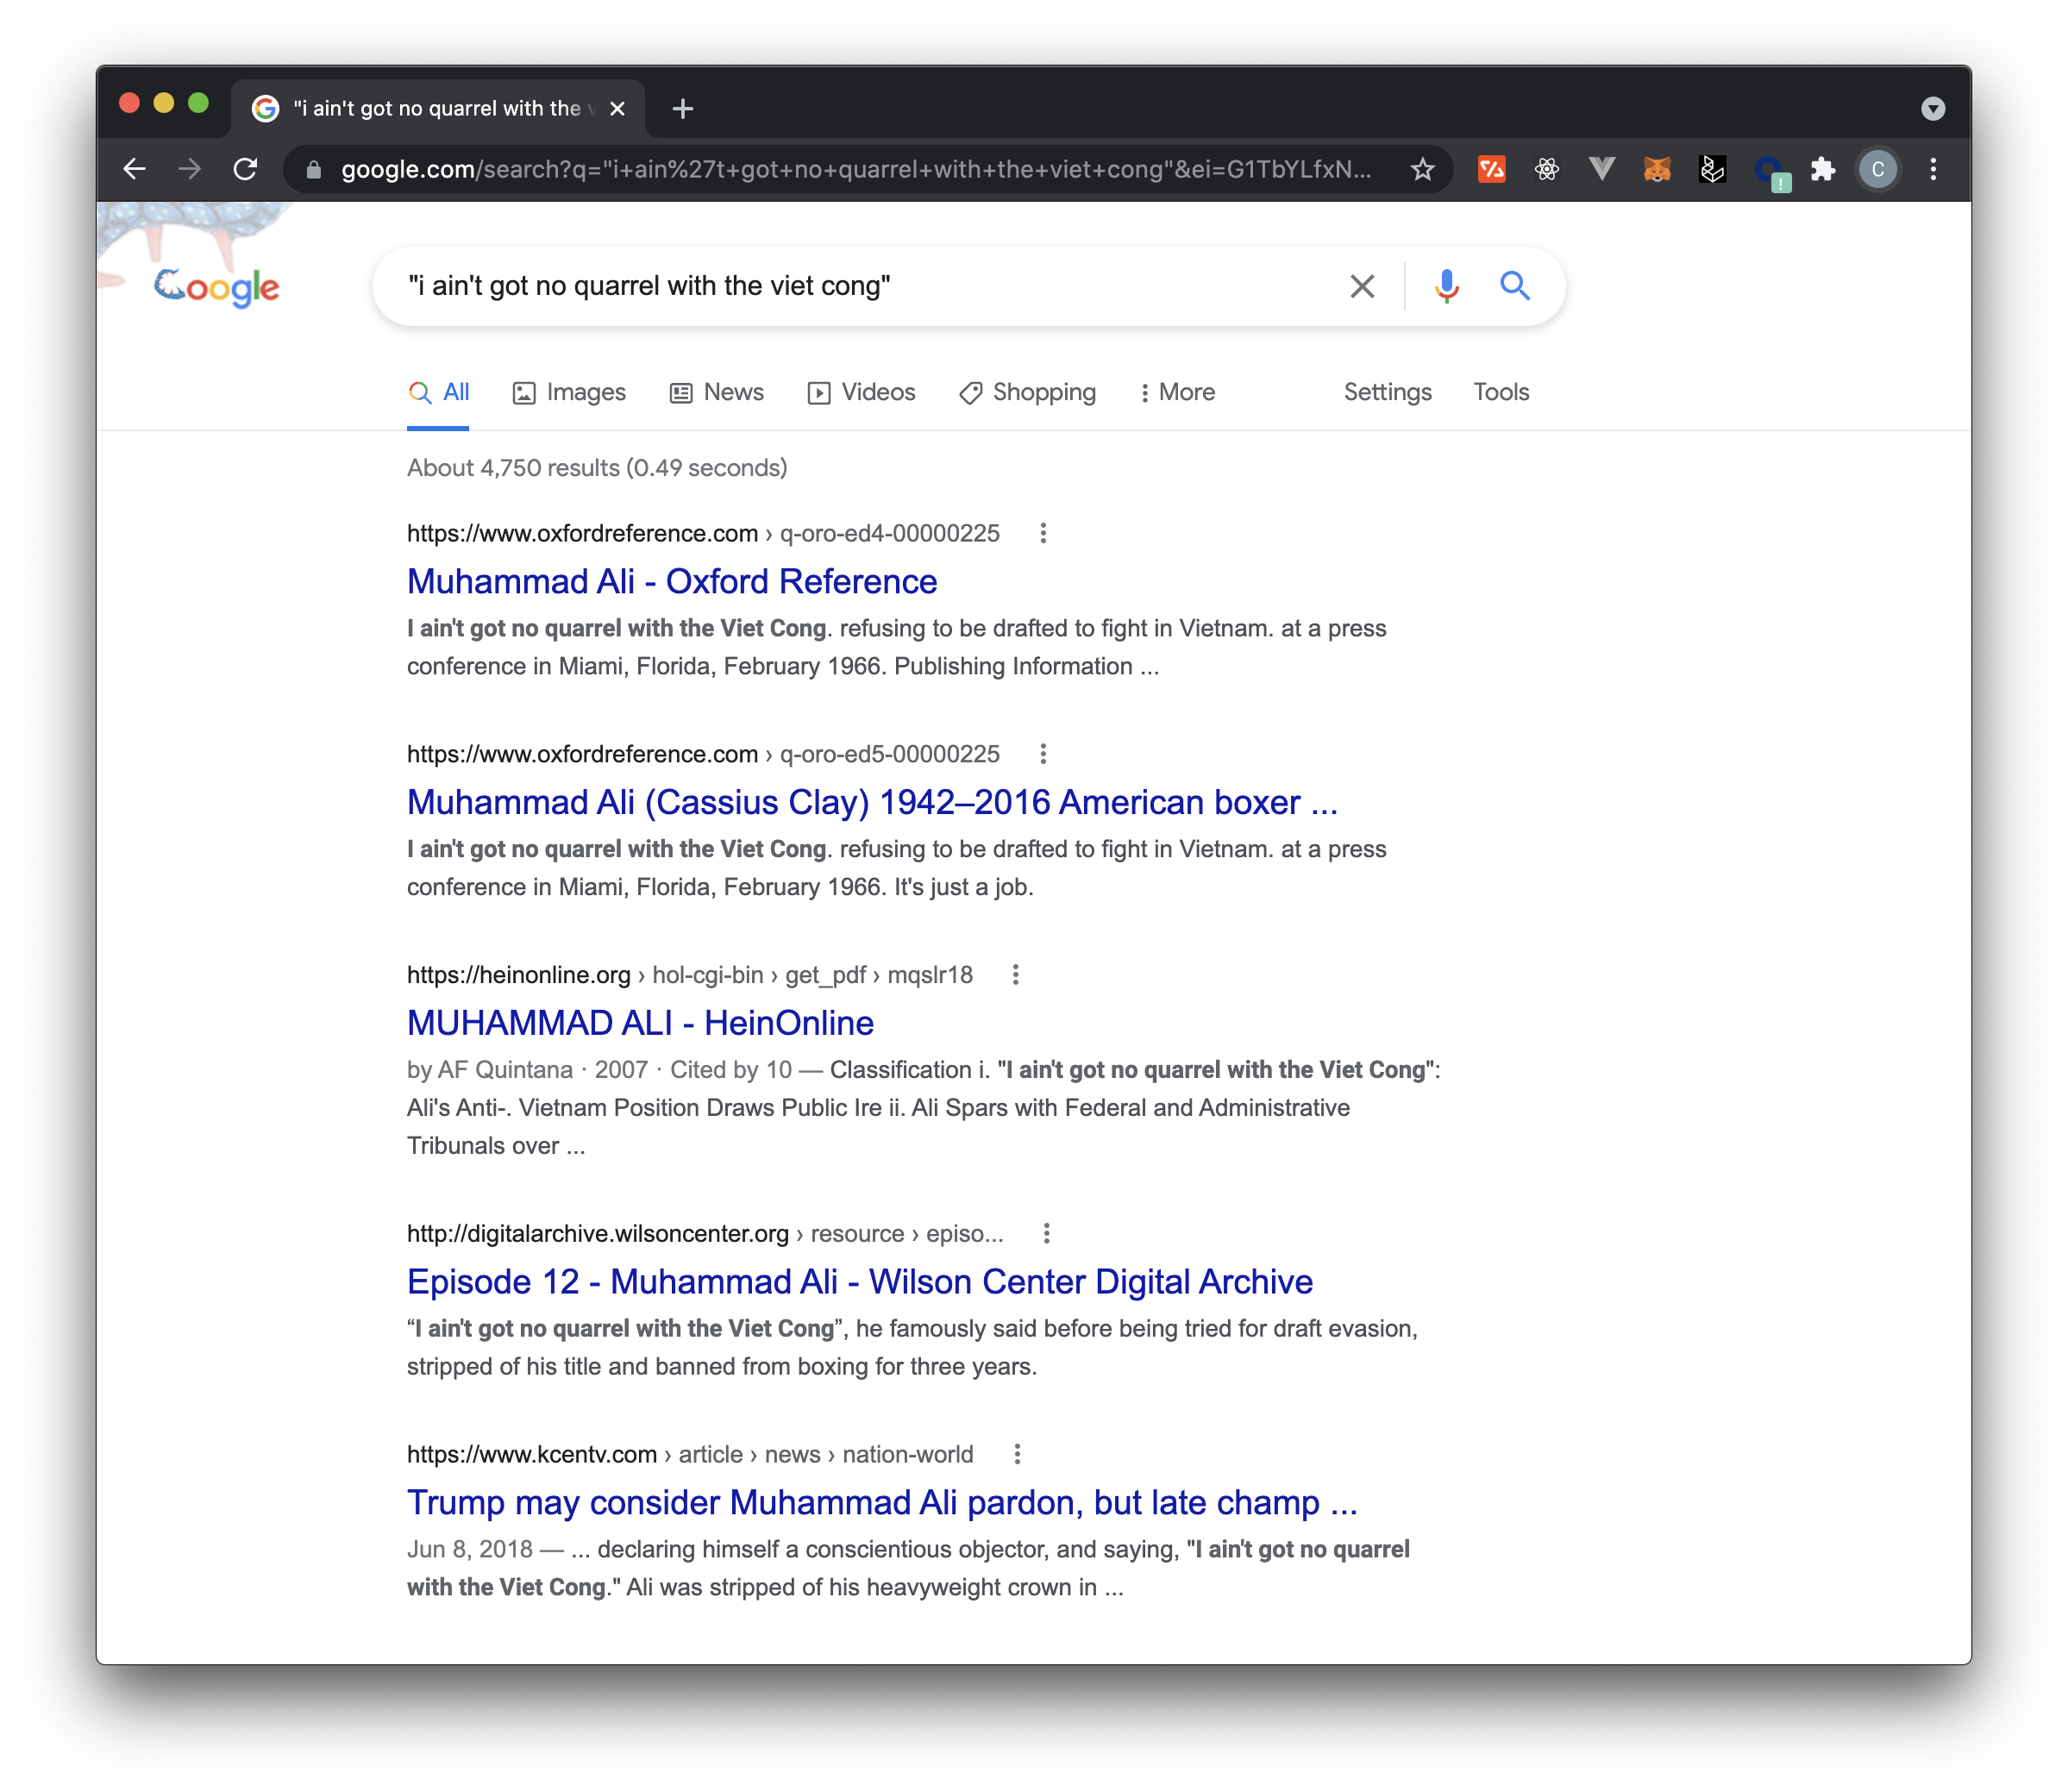 "i ain't got no quarrel with the v
google.com/search?q="i+ain%27t+got+no+quarrel+with+the+viet+cong"&ei=G1TbYLfxN...
C
Google
"i ain't got no quarrel with the viet cong"
All Images News Videos Shopping More Settings Tools
About 4,750 results (0.49 seconds)
https://www.oxfordreference.com › q-oro-ed4-00000225
Muhammad Ali - Oxford Reference
I ain't got no quarrel with the Viet Cong. refusing to be drafted to fight in Vietnam. at a press
conference in Miami, Florida, February 1966. Publishing Information ...
https://www.oxfordreference.com › q-oro-ed5-00000225
Muhammad Ali (Cassius Clay) 1942–2016 American boxer ...
I ain't got no quarrel with the Viet Cong. refusing to be drafted to fight in Vietnam. at a press
conference in Miami, Florida, February 1966. It's just a job.
https://heinonline.org › hol-cgi-bin › get_pdf › mqslr18
MUHAMMAD ALI - HeinOnline
by AF Quintana · 2007 · Cited by 10 — Classification i. "I ain't got no quarrel with the Viet Cong":
Ali's Anti-. Vietnam Position Draws Public Ire ii. Ali Spars with Federal and Administrative
Tribunals over ...
http://digitalarchive.wilsoncenter.org › resource › episo...
Episode 12 - Muhammad Ali - Wilson Center Digital Archive
“I ain't got no quarrel with the Viet Cong”, he famously said before being tried for draft evasion,
stripped of his title and banned from boxing for three years.
https://www.kcentv.com › article › news › nation-world
Trump may consider Muhammad Ali pardon, but late champ ...
Jun 8, 2018 — ... declaring himself a conscientious objector, and saying, "I ain't got no quarrel
with the Viet Cong." Ali was stripped of his heavyweight crown in ...